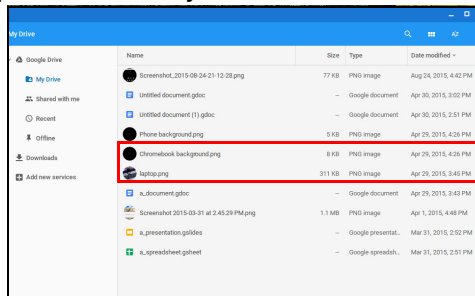 My Drive
Google Drive
My Drive
Shared with me
Recent
Offline
Downloads
Add new services
Name Size Type Date modified
Screenshot_2015-08-24-21-12-28.png 77 KB PNG image Aug 24, 2015, 4:42 PM
Untitled document.gdoc -- Google document Apr 30, 2015, 3:02 PM
Untitled document (1).gdoc -- Google document Apr 30, 2015, 2:51 PM
Phone background.png 5 KB PNG image Apr 29, 2015, 4:26 PM
Chromebook background.png 8 KB PNG image Apr 29, 2015, 4:26 PM
laptop.png 311 KB PNG image Apr 29, 2015, 3:45 PM
a_document.gdoc -- Google document Apr 29, 2015, 3:43 PM
Screenshot 2015-03-31 at 2.45.29 PM.png 1.1 MB PNG image Apr 1, 2015, 4:48 PM
a_presentation.gslides -- Google presentat... Mar 31, 2015, 2:52 PM
a_spreadsheet.gsheet -- Google spreadsh... Mar 31, 2015, 2:51 PM